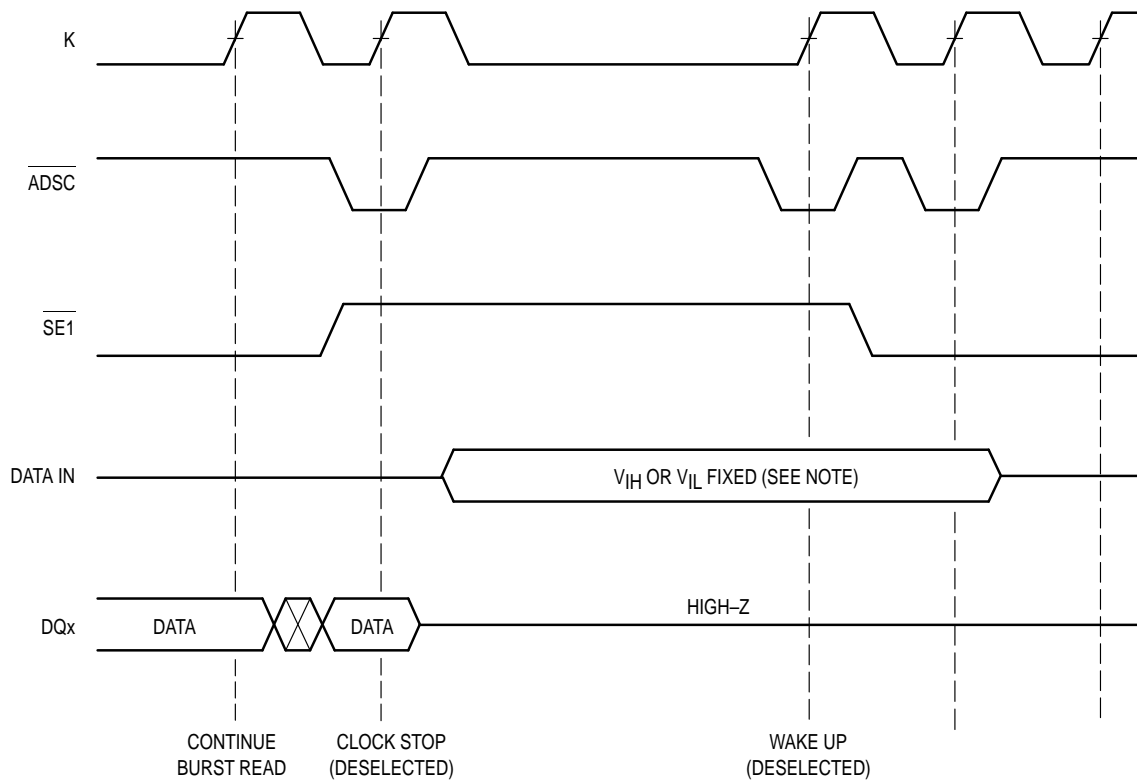 K
ADSC
SE1
DATA IN
VIH OR VIL FIXED (SEE NOTE)
DQx
DATA
DATA
HIGH–Z
CONTINUE
BURST READ
CLOCK STOP
(DESELECTED)
WAKE UP
(DESELECTED)